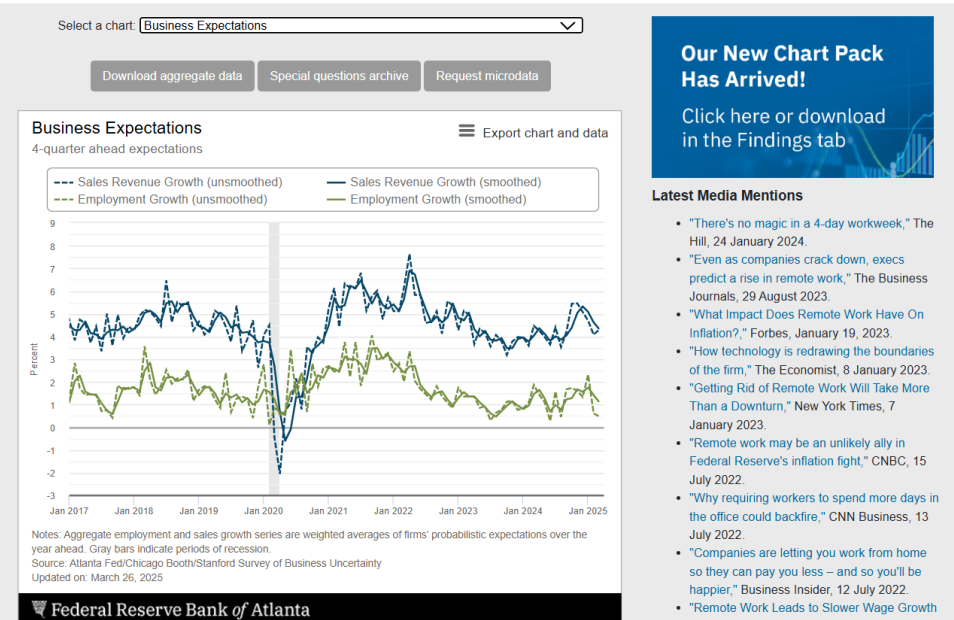 Select a chart: Business Expectations
Download aggregate data
Special questions archive
Request microdata
Business Expectations
4-quarter ahead expectations
Export chart and data
Sales Revenue Growth (unsmoothed)
Sales Revenue Growth (smoothed)
Employment Growth (unsmoothed)
Employment Growth (smoothed)
Percent
9
8
7
6
5
4
3
2
1
0
-1
-2
-3
Jan 2017
Jan 2018
Jan 2019
Jan 2020
Jan 2021
Jan 2022
Jan 2023
Jan 2024
Jan 2025
Notes: Aggregate employment and sales growth series are weighted averages of firms' probabilistic expectations over the
year ahead. Gray bars indicate periods of recession.
Source: Atlanta Fed/Chicago Booth/Stanford Survey of Business Uncertainty
Updated on: March 26, 2025
Federal Reserve Bank of Atlanta
Our New Chart Pack
Has Arrived!
Click here or download
in the Findings tab
Latest Media Mentions
• "There's no magic in a 4-day workweek," The
Hill, 24 January 2024.
• "Even as companies crack down, execs
predict a rise in remote work," The Business
Journals, 29 August 2023.
• "What Impact Does Remote Work Have On
Inflation?," Forbes, January 19, 2023.
• "How technology is redrawing the boundaries
of the firm," The Economist, 8 January 2023.
• "Getting Rid of Remote Work Will Take More
Than a Downturn," New York Times, 7
January 2023.
• "Remote work may be an unlikely ally in
Federal Reserve's inflation fight," CNBC, 15
July 2022.
• "Why requiring workers to spend more days in
the office could backfire," CNN Business, 13
July 2022.
• "Companies are letting you work from home
so they can pay you less – and so you'll be
happier," Business Insider, 12 July 2022.
• "Remote Work Leads to Slower Wage Growth